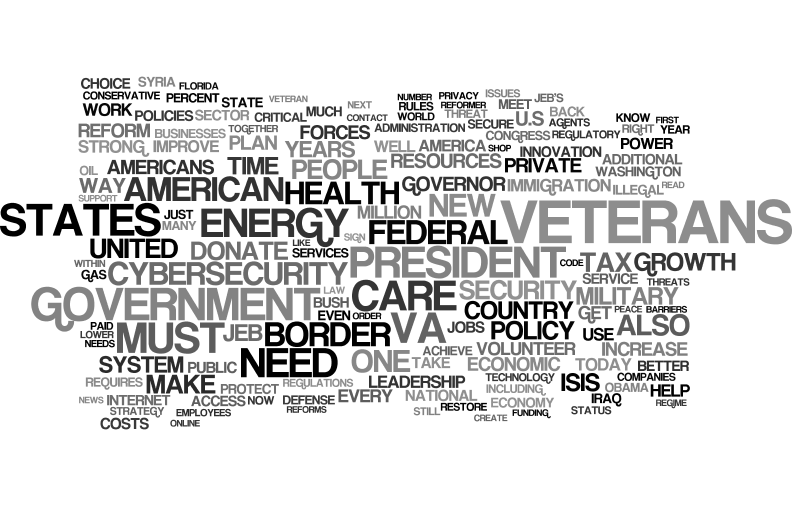 CHOICE SYRIA FLORIDA
CONSERVATIVE PERCENT STATE VETERAN NEXT NUMBER PRIVACY ISSUES JEB'S
WORK POLICIES SECTOR CRITICAL MUCH CONTACT RULES REFORMER MEET BACK
WORLD THREAT SECURE U.S AGENTS KNOW FIRST
REFORM BUSINESSES TOGETHER FORCES ADMINISTRATION CONGRESS REGULATORY RIGHT YEAR
STRONG IMPROVE PLAN YEARS WELL AMERICA SHOP INNOVATION POWER
OIL AMERICANS TIME PEOPLE RESOURCES PRIVATE ADDITIONAL WASHINGTON
WAY AMERICAN HEALTH GOVERNOR IMMIGRATION ILLEGAL READ
SUPPORT
STATES JUST MANY ENERGY MILLION NEW VETERANS
UNITED DONATE LIKE SERVICES SIGN FEDERAL
WITHIN GAS CYBERSECURITY PRESIDENT CODE TAX GROWTH
GOVERNMENT LAW BUSH CARE SECURITY SERVICE THREATS MILITARY
EVEN ORDER COUNTRY GET PEACE BARRIERS
PAID LOWER NEEDS MUST JEB BORDER VA JOBS POLICY USE ALSO
SYSTEM PUBLIC NEED ONE TAKE ACHIEVE VOLUNTEER INCREASE
ECONOMIC TODAY BETTER
REQUIRES MAKE PROTECT REGULATIONS LEADERSHIP TECHNOLOGY INCLUDING ISIS COMPANIES OBAMA HELP
NEWS INTERNET ACCESS NOW DEFENSE EVERY NATIONAL ECONOMY IRAQ REGIME
STRATEGY EMPLOYEES REFORMS STILL RESTORE FUNDING STATUS
COSTS ONLINE CREATE